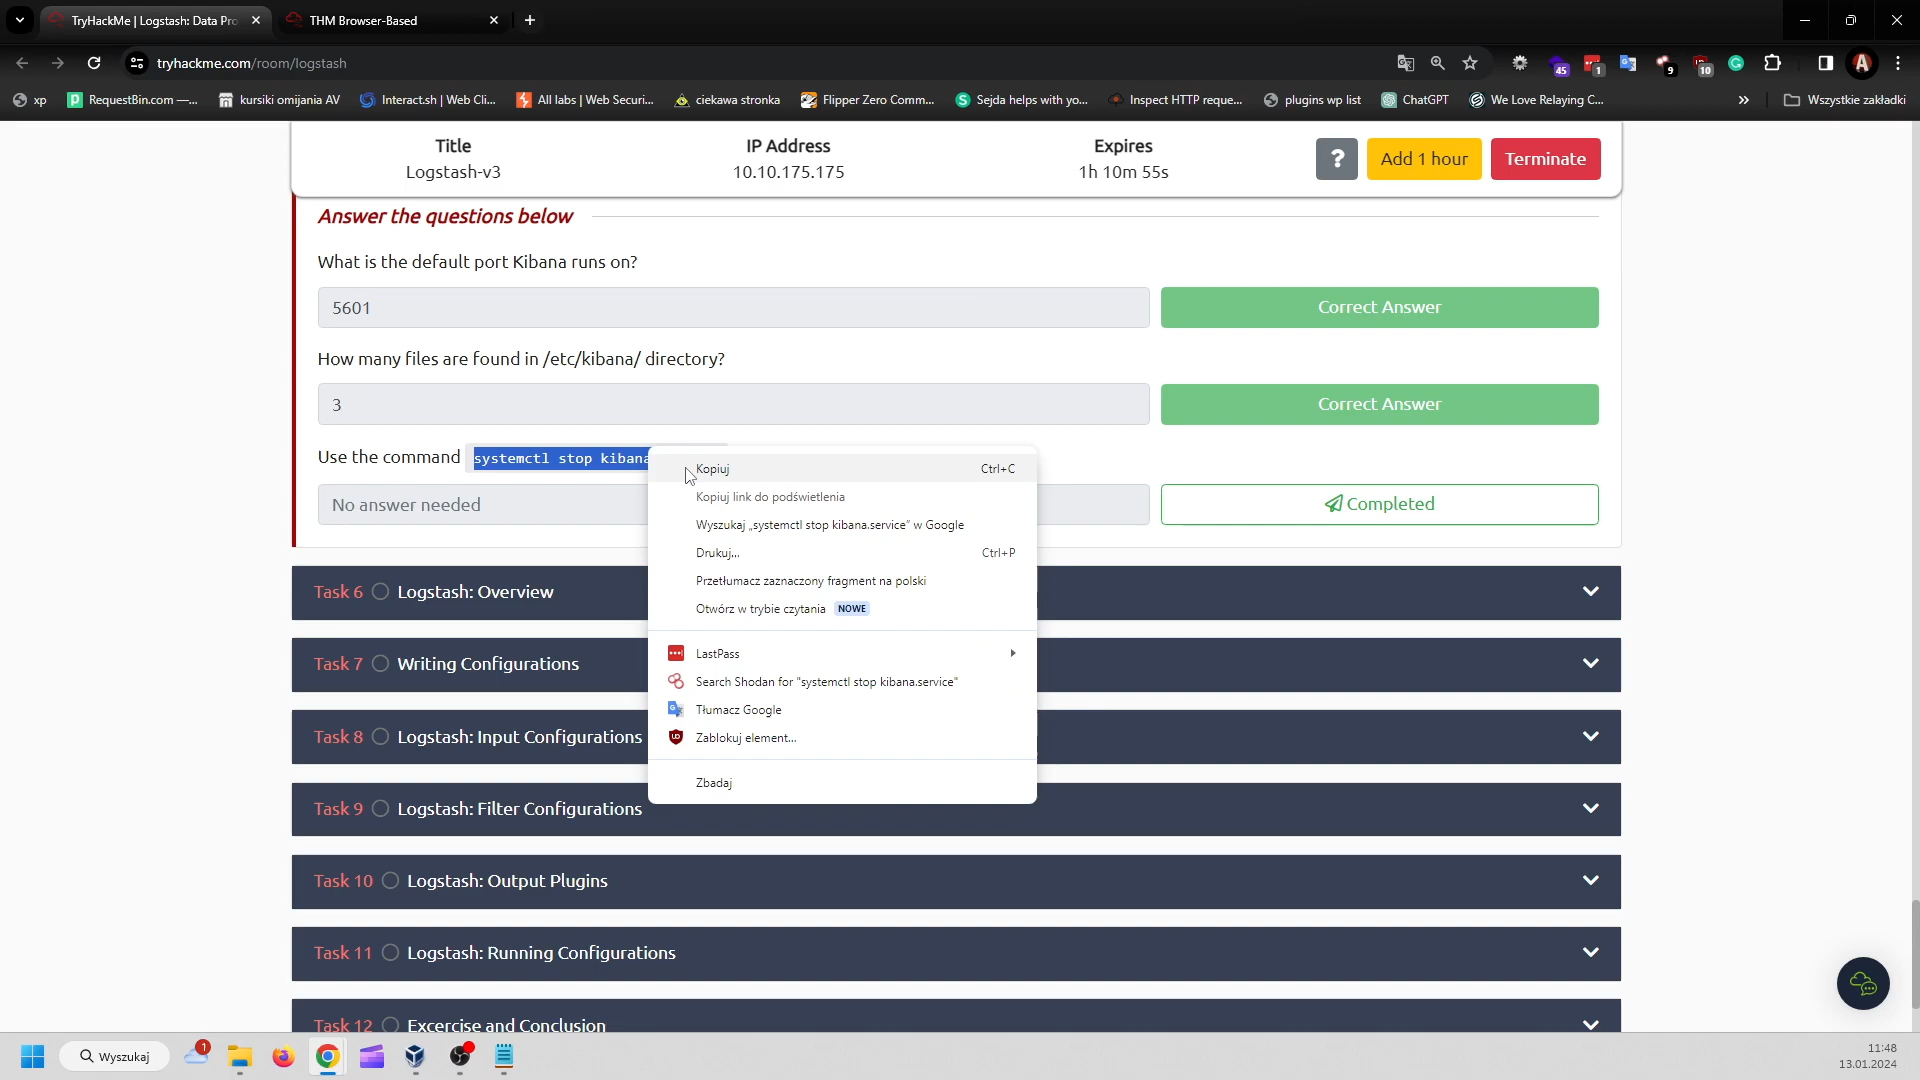 TryHackMe | Logstash: Data Pro
THM Browser-Based
tryhackme.com/room/logstash
45
1
9
10
A
xp
RequestBin.com —...
kursiki omijania AV
Interact.sh | Web Cli...
All labs | Web Securi...
ciekawa stronka
Flipper Zero Comm...
Sejda helps with yo...
Inspect HTTP reque...
plugins wp list
ChatGPT
We Love Relaying C...
»
Wszystkie zakładki
Title
IP Address
Expires
Logstash-v3
10.10.175.175
1h 10m 55s
?
Add 1 hour
Terminate
Answer the questions below
What is the default port Kibana runs on?
5601
Correct Answer
How many files are found in /etc/kibana/ directory?
3
Correct Answer
Use the command systemctl stop kibana
No answer needed
Completed
Kopiuj Ctrl+C
Kopiuj link do podświetlenia
Wyszukaj „systemctl stop kibana.service” w Google
Drukuj... Ctrl+P
Przetłumacz zaznaczony fragment na polski
Otwórz w trybie czytania NOWE
LastPass
Search Shodan for "systemctl stop kibana.service"
Tłumacz Google
Zablokuj element...
Zbadaj
Task 6 Logstash: Overview
Task 7 Writing Configurations
Task 8 Logstash: Input Configurations
Task 9 Logstash: Filter Configurations
Task 10 Logstash: Output Plugins
Task 11 Logstash: Running Configurations
Task 12 Excercise and Conclusion
1
Wyszukaj
11:48
13.01.2024